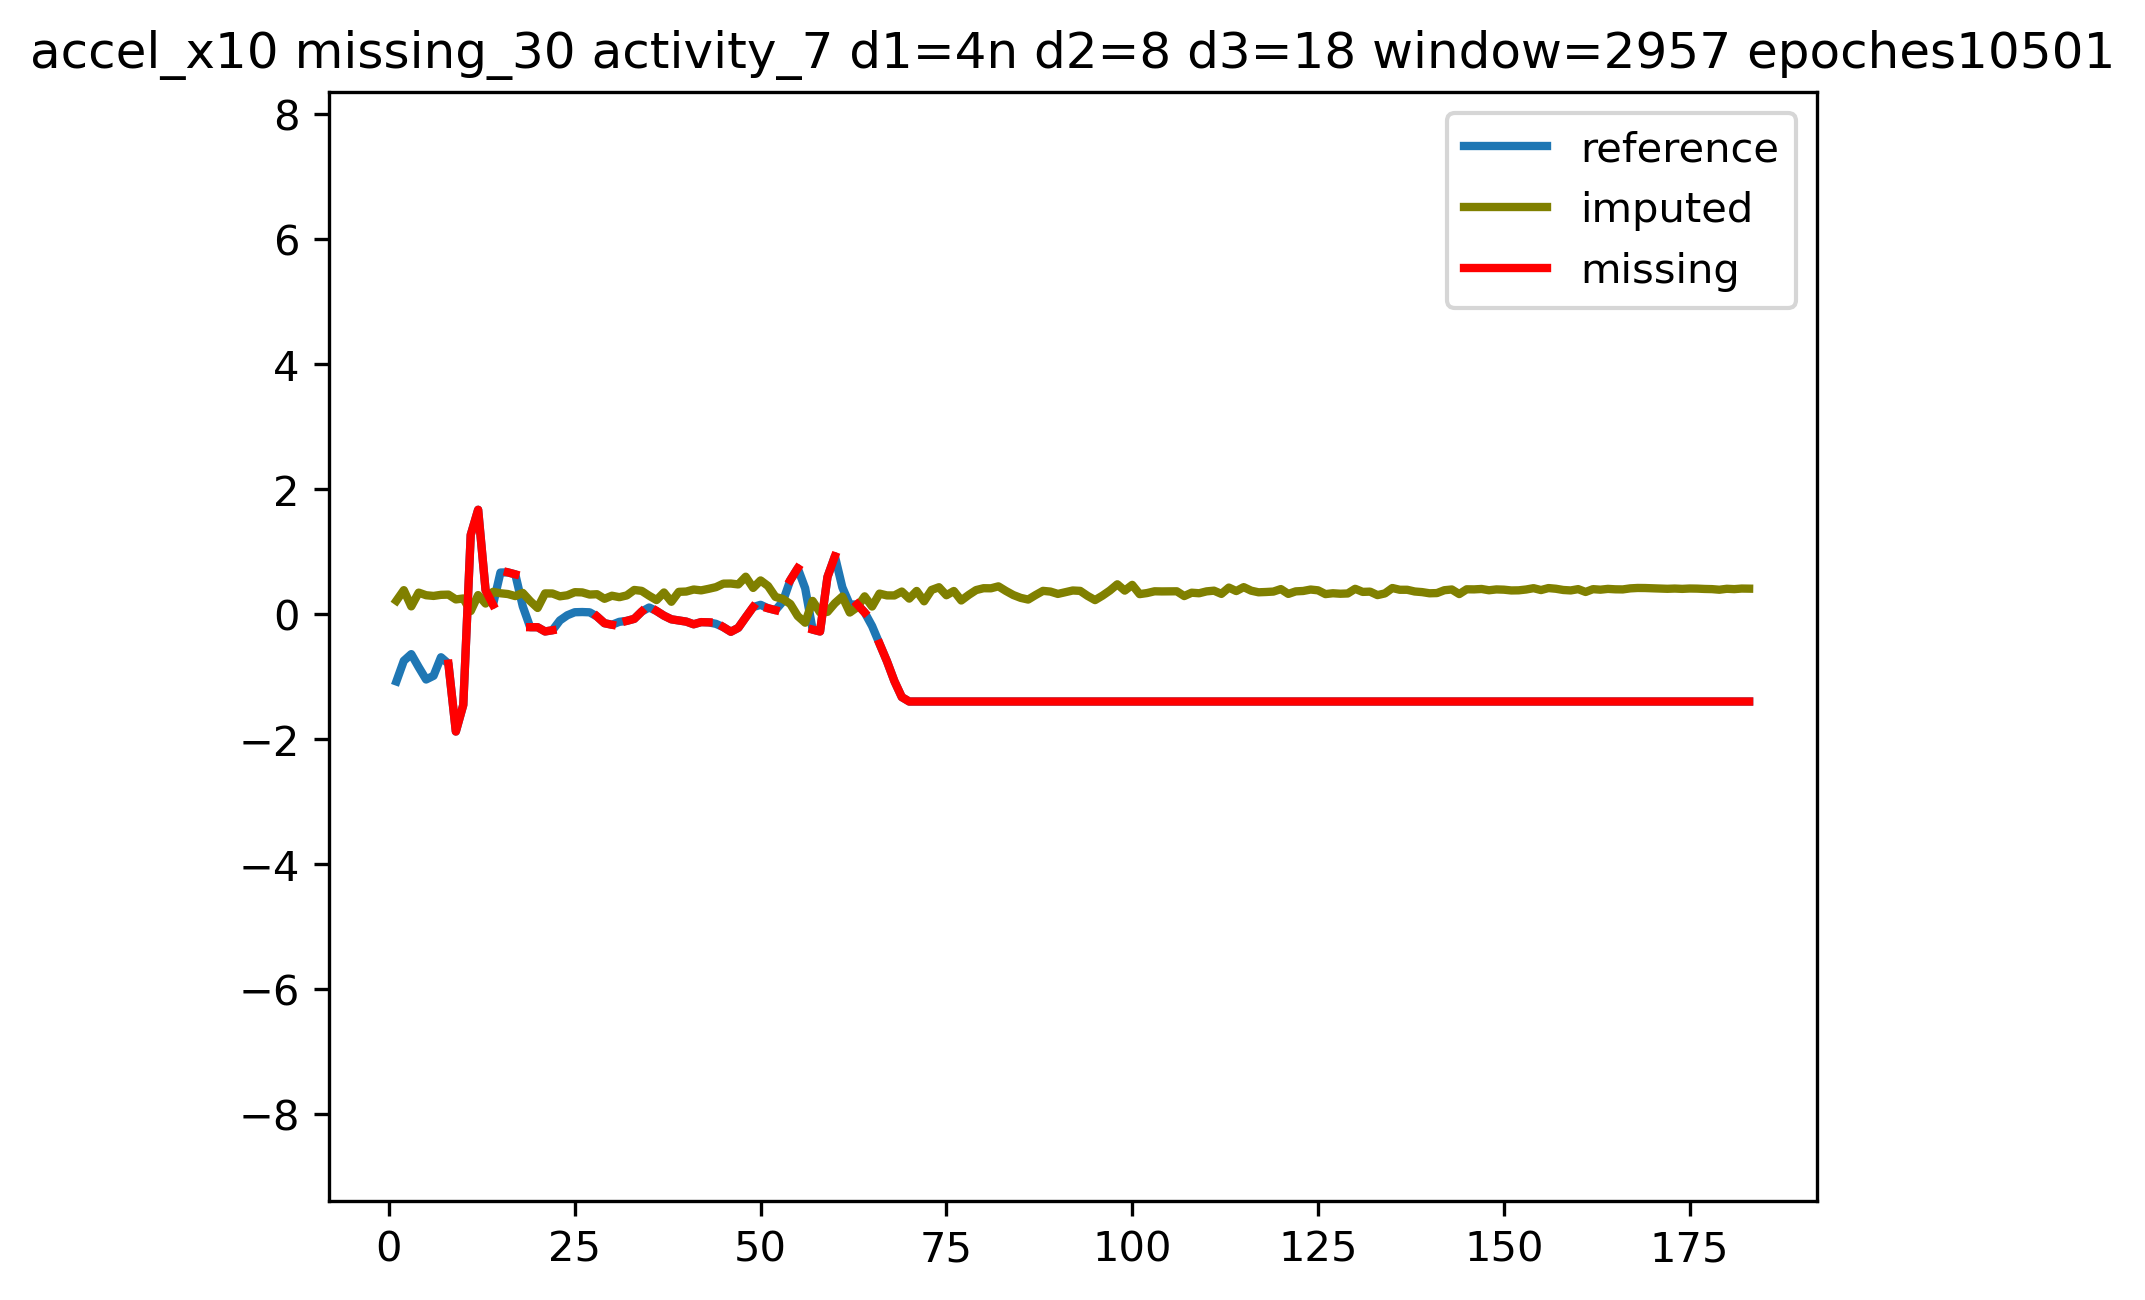 accel_x10 missing_30 activity_7 d1=4n d2=8 d3=18 window=2957 epoches10501
reference
imputed
missing
8
6
4
2
0
−2
−4
−6
−8
0 25 50 75 100 125 150 175